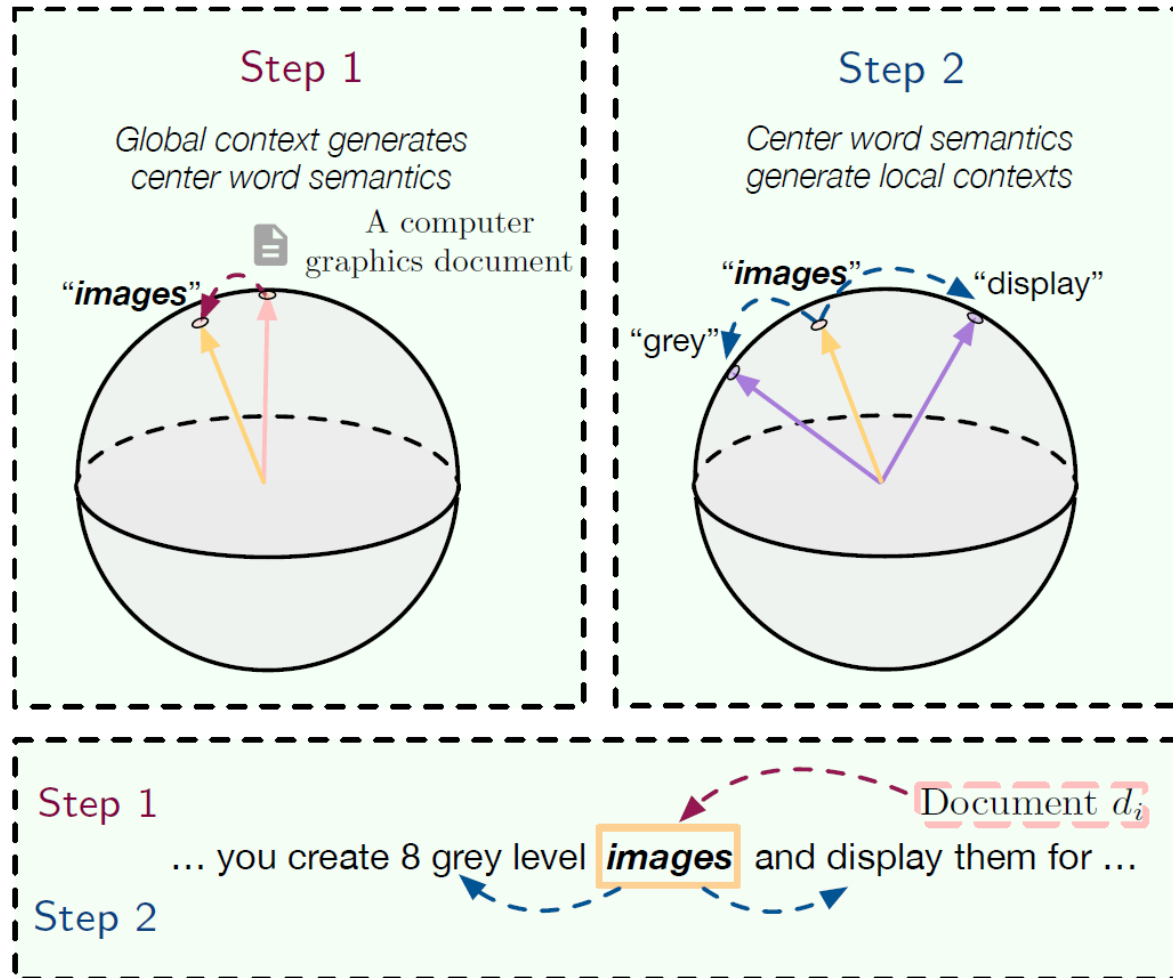 Step 1
Global context generates
center word semantics
A computer
graphics document
“images”
Step 2
Center word semantics
generate local contexts
“images”
“display”
“grey”
Step 1
Document d_i
... you create 8 grey level images and display them for ...
Step 2